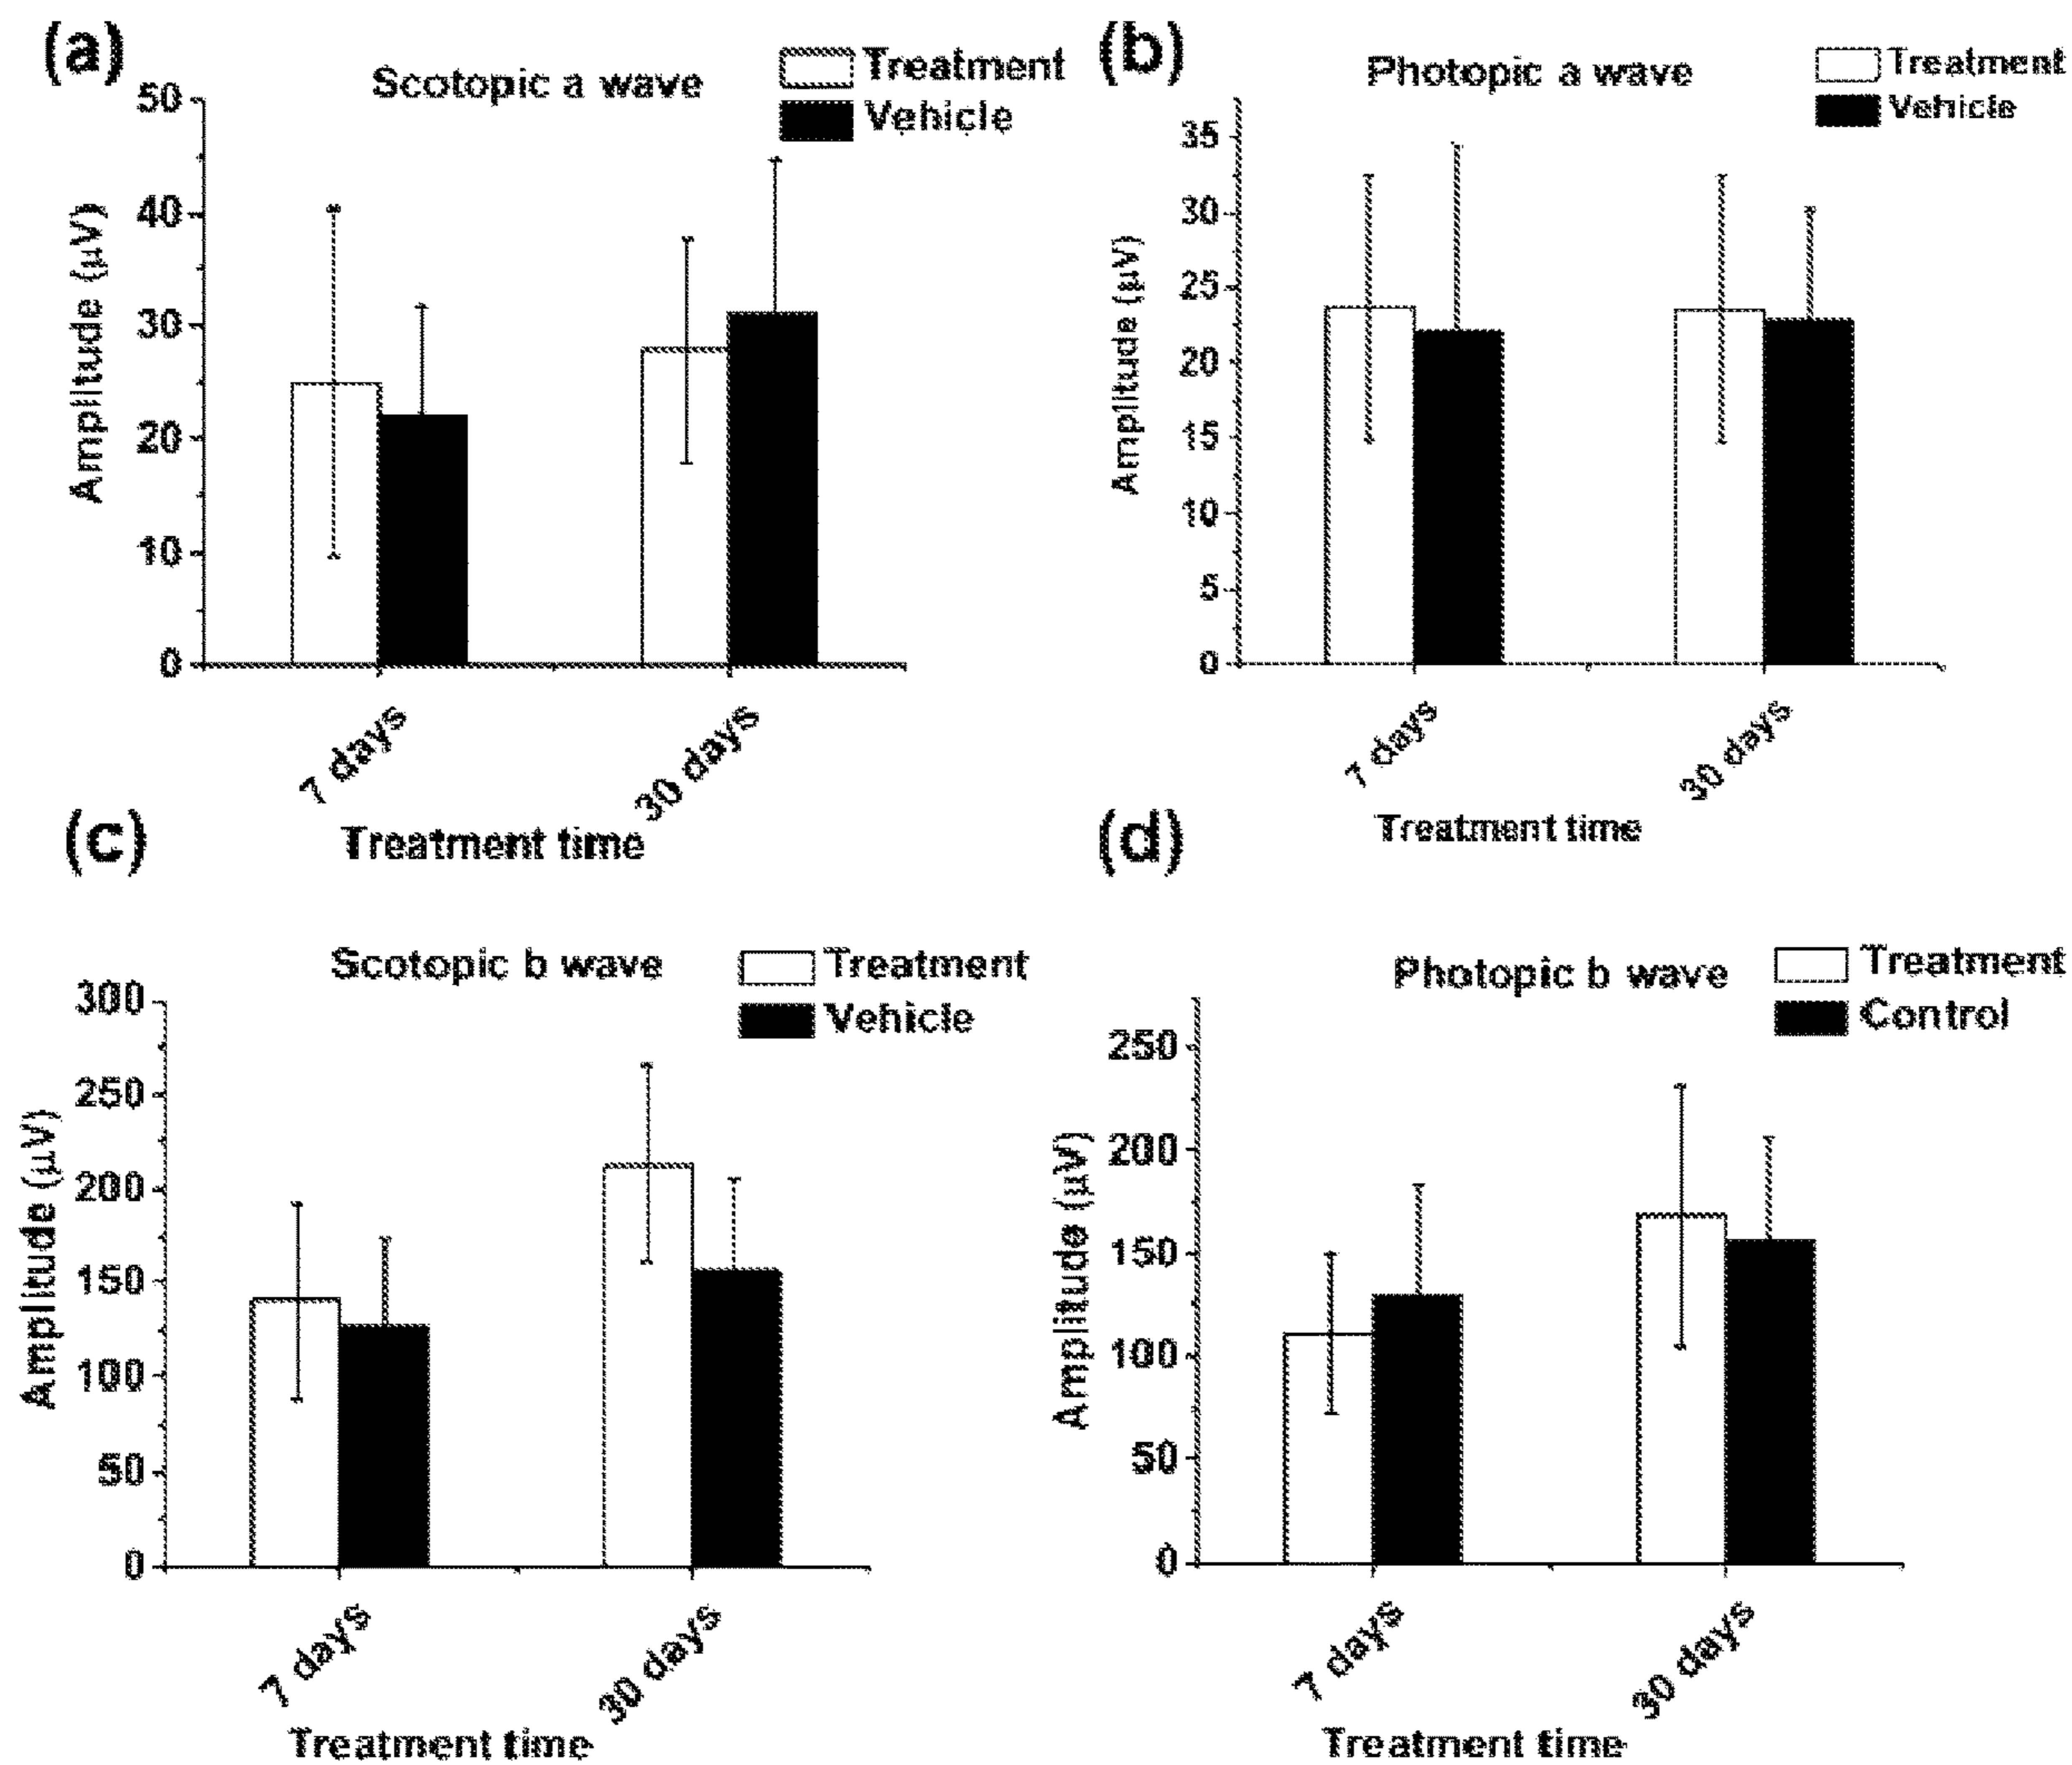 (a)
Scotopic a wave
Treatment
Vehicle
50
40
30
20
10
0
Amplitude (µV)
7 days
30 days
Treatment time
(b)
Photopic a wave
Treatment
Vehicle
35
30
25
20
15
10
5
0
Amplitude (µV)
7 days
30 days
Treatment time
(c)
Scotopic b wave
Treatment
Vehicle
300
250
200
150
100
50
0
Amplitude (µV)
7 days
30 days
Treatment time
(d)
Photopic b wave
Treatment
Control
250
200
150
100
50
0
Amplitude (µV)
7 days
30 days
Treatment time